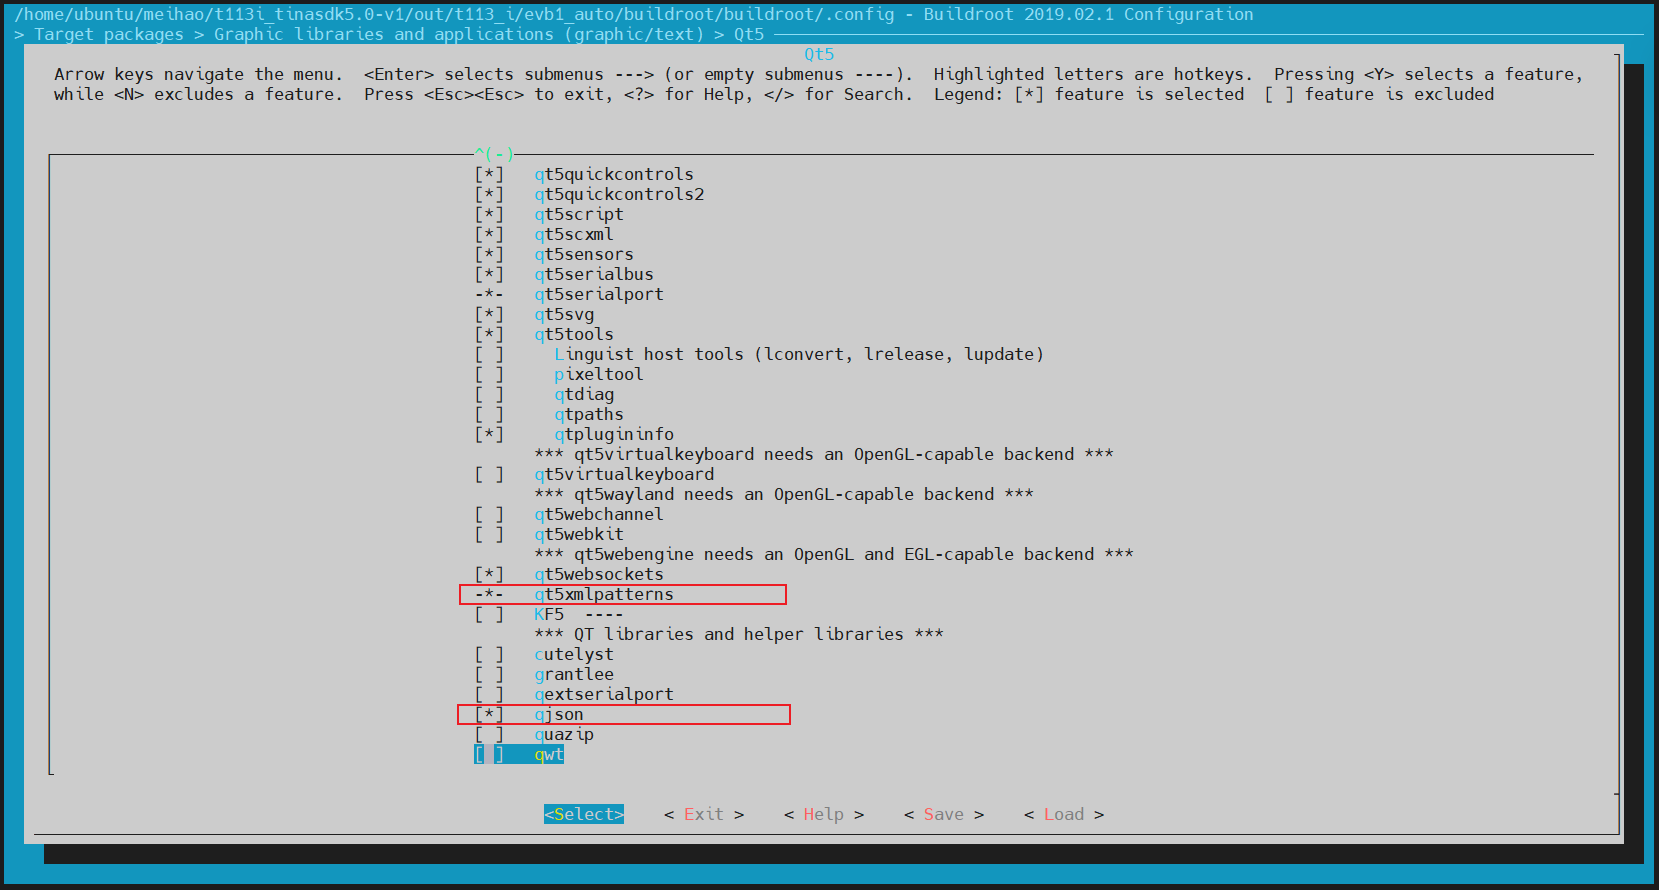 /home/ubuntu/meihao/t113i_tinasdk5.0-v1/out/t113_i/evb1_auto/buildroot/buildroot/.config - Buildroot 2019.02.1 Configuration
> Target packages > Graphic libraries and applications (graphic/text) > Qt5
Qt5
Arrow keys navigate the menu.  <Enter> selects submenus ---> (or empty submenus ----).  Highlighted letters are hotkeys.  Pressing <Y> selects a feature,
while <N> excludes a feature.  Press <Esc><Esc> to exit, <?> for Help, </> for Search.  Legend: [*] feature is selected  [ ] feature is excluded
^(-)
[*]   qt5quickcontrols
[*]   qt5quickcontrols2
[*]   qt5script
[*]   qt5scxml
[*]   qt5sensors
[*]   qt5serialbus
-*-   qt5serialport
[*]   qt5svg
[*]   qt5tools
[ ]     Linguist host tools (lconvert, lrelease, lupdate)
[ ]     pixeltool
[ ]     qtdiag
[ ]     qtpaths
[*]     qtplugininfo
*** qt5virtualkeyboard needs an OpenGL-capable backend ***
[ ]   qt5virtualkeyboard
*** qt5wayland needs an OpenGL-capable backend ***
[ ]   qt5webchannel
[ ]   qt5webkit
*** qt5webengine needs an OpenGL and EGL-capable backend ***
[*]   qt5websockets
-*-   qt5xmlpatterns
[ ]   KF5  ----
*** QT libraries and helper libraries ***
[ ]   cutelyst
[ ]   grantlee
[ ]   qextserialport
[*]   qjson
[ ]   quazip
[ ]   qwt
<Select>    < Exit >    < Help >    < Save >    < Load >